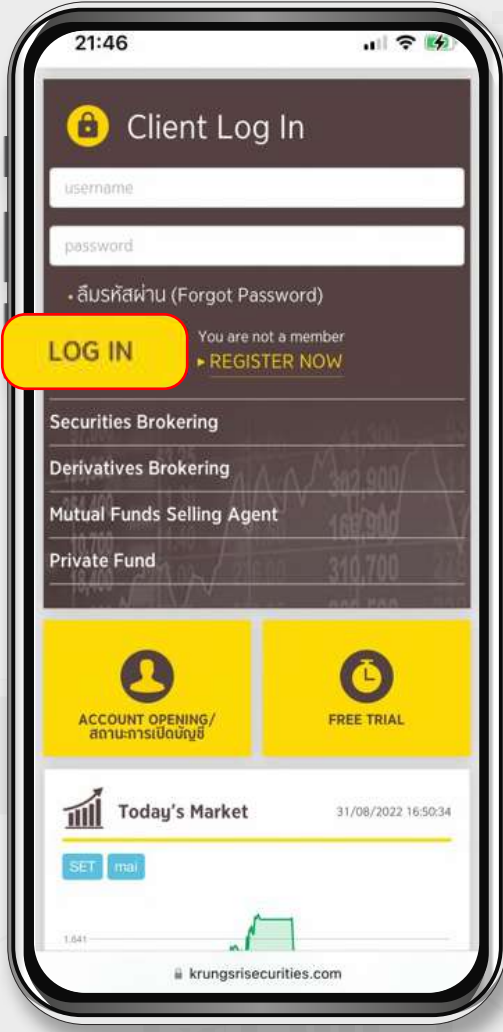 21:46
Client Log In
username
password
• ลืมรหัสผ่าน (Forgot Password)
LOG IN
You are not a member
▸ REGISTER NOW
Securities Brokering
Derivatives Brokering
Mutual Funds Selling Agent
Private Fund
ACCOUNT OPENING/
สถานะการเปิดบัญชี
FREE TRIAL
Today's Market
31/08/2022 16:50:34
SET
mai
1,641
krungsrisecurities.com